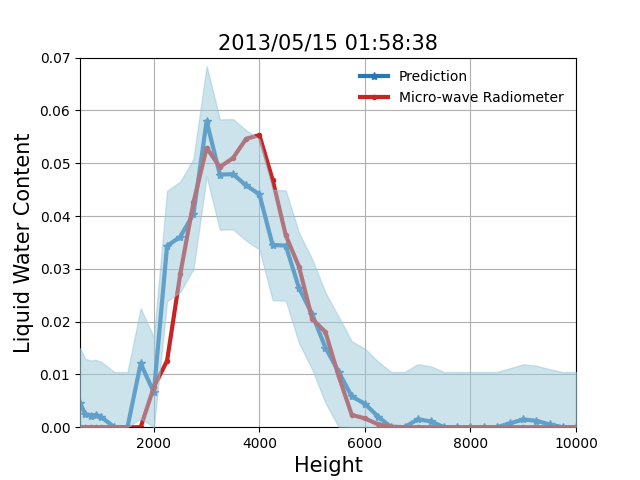 2013/05/15 01:58:38
Prediction
Micro-wave Radiometer
Liquid Water Content
0.07
0.06
0.05
0.04
0.03
0.02
0.01
0.00
2000 4000 6000 8000 10000
Height